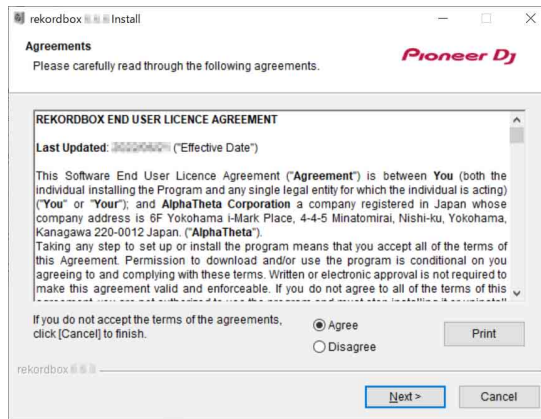 rekordbox Install
Agreements
Please carefully read through the following agreements.
Pioneer Dj
REKORDBOX END USER LICENCE AGREEMENT
Last Updated: ("Effective Date")
This Software End User Licence Agreement ("Agreement") is between You (both the
individual installing the Program and any single legal entity for which the individual is acting)
("You" or "Your"); and AlphaTheta Corporation a company registered in Japan whose
company address is 6F Yokohama i-Mark Place, 4-4-5 Minatomirai, Nishi-ku, Yokohama,
Kanagawa 220-0012 Japan. ("AlphaTheta").
Taking any step to set up or install the program means that you accept all of the terms of
this Agreement. Permission to download and/or use the program is conditional on you
agreeing to and complying with these terms. Written or electronic approval is not required to
make this agreement valid and enforceable. If you do not agree to all of the terms of this
If you do not accept the terms of the agreements,
click [Cancel] to finish.
Agree
Disagree
Print
rekordbox
Next >
Cancel